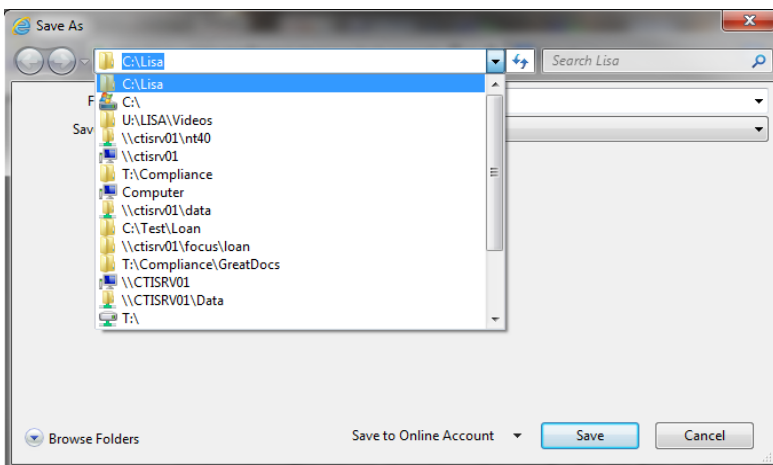 Save As
C:\Lisa
Search Lisa
C:\Lisa
F
C:\
U:\LISA\Videos
Sav
\\ctisrv01\nt40
\\ctisrv01
T:\Compliance
Computer
\\ctisrv01\data
C:\Test\Loan
\\ctisrv01\focus\loan
T:\Compliance\GreatDocs
\\CTISRV01
\\CTISRV01\Data
T:\
Browse Folders
Save to Online Account
Save
Cancel